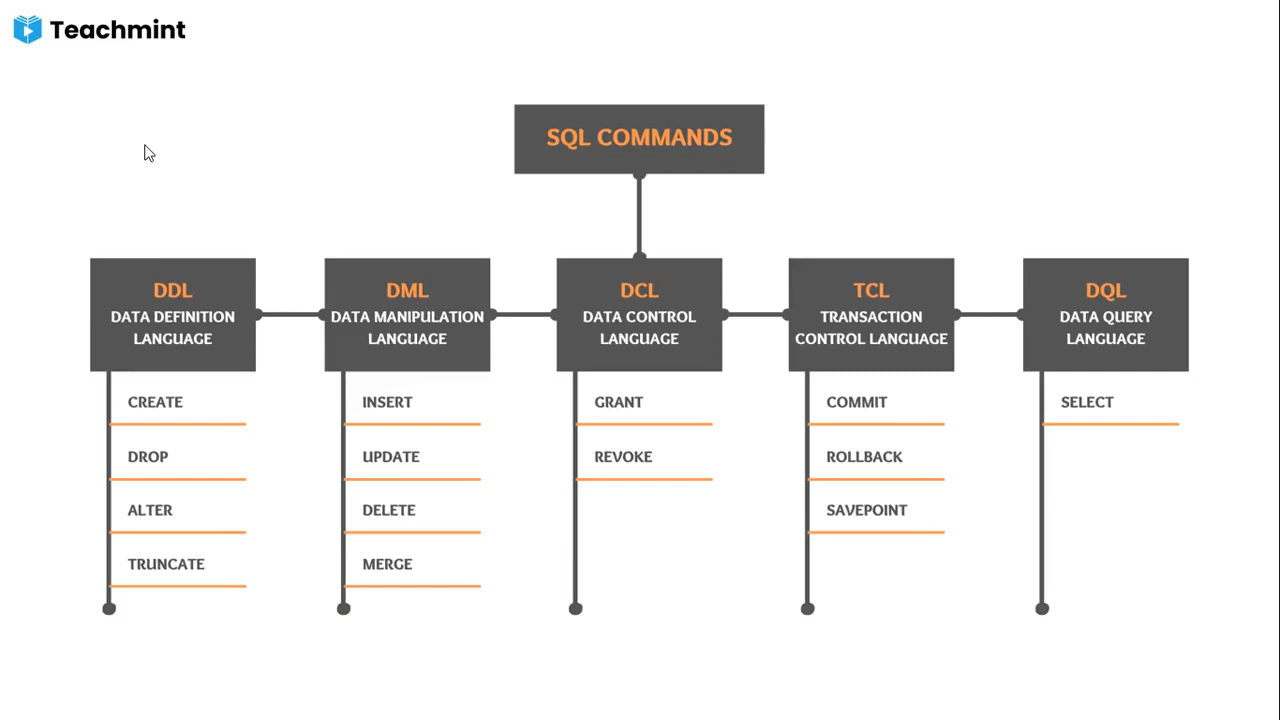 Teachmint
SQL COMMANDS
DDL
DATA DEFINITION
LANGUAGE
CREATE
DROP
ALTER
TRUNCATE
DML
DATA MANIPULATION
LANGUAGE
INSERT
UPDATE
DELETE
MERGE
DCL
DATA CONTROL
LANGUAGE
GRANT
REVOKE
TCL
TRANSACTION
CONTROL LANGUAGE
COMMIT
ROLLBACK
SAVEPOINT
DQL
DATA QUERY
LANGUAGE
SELECT